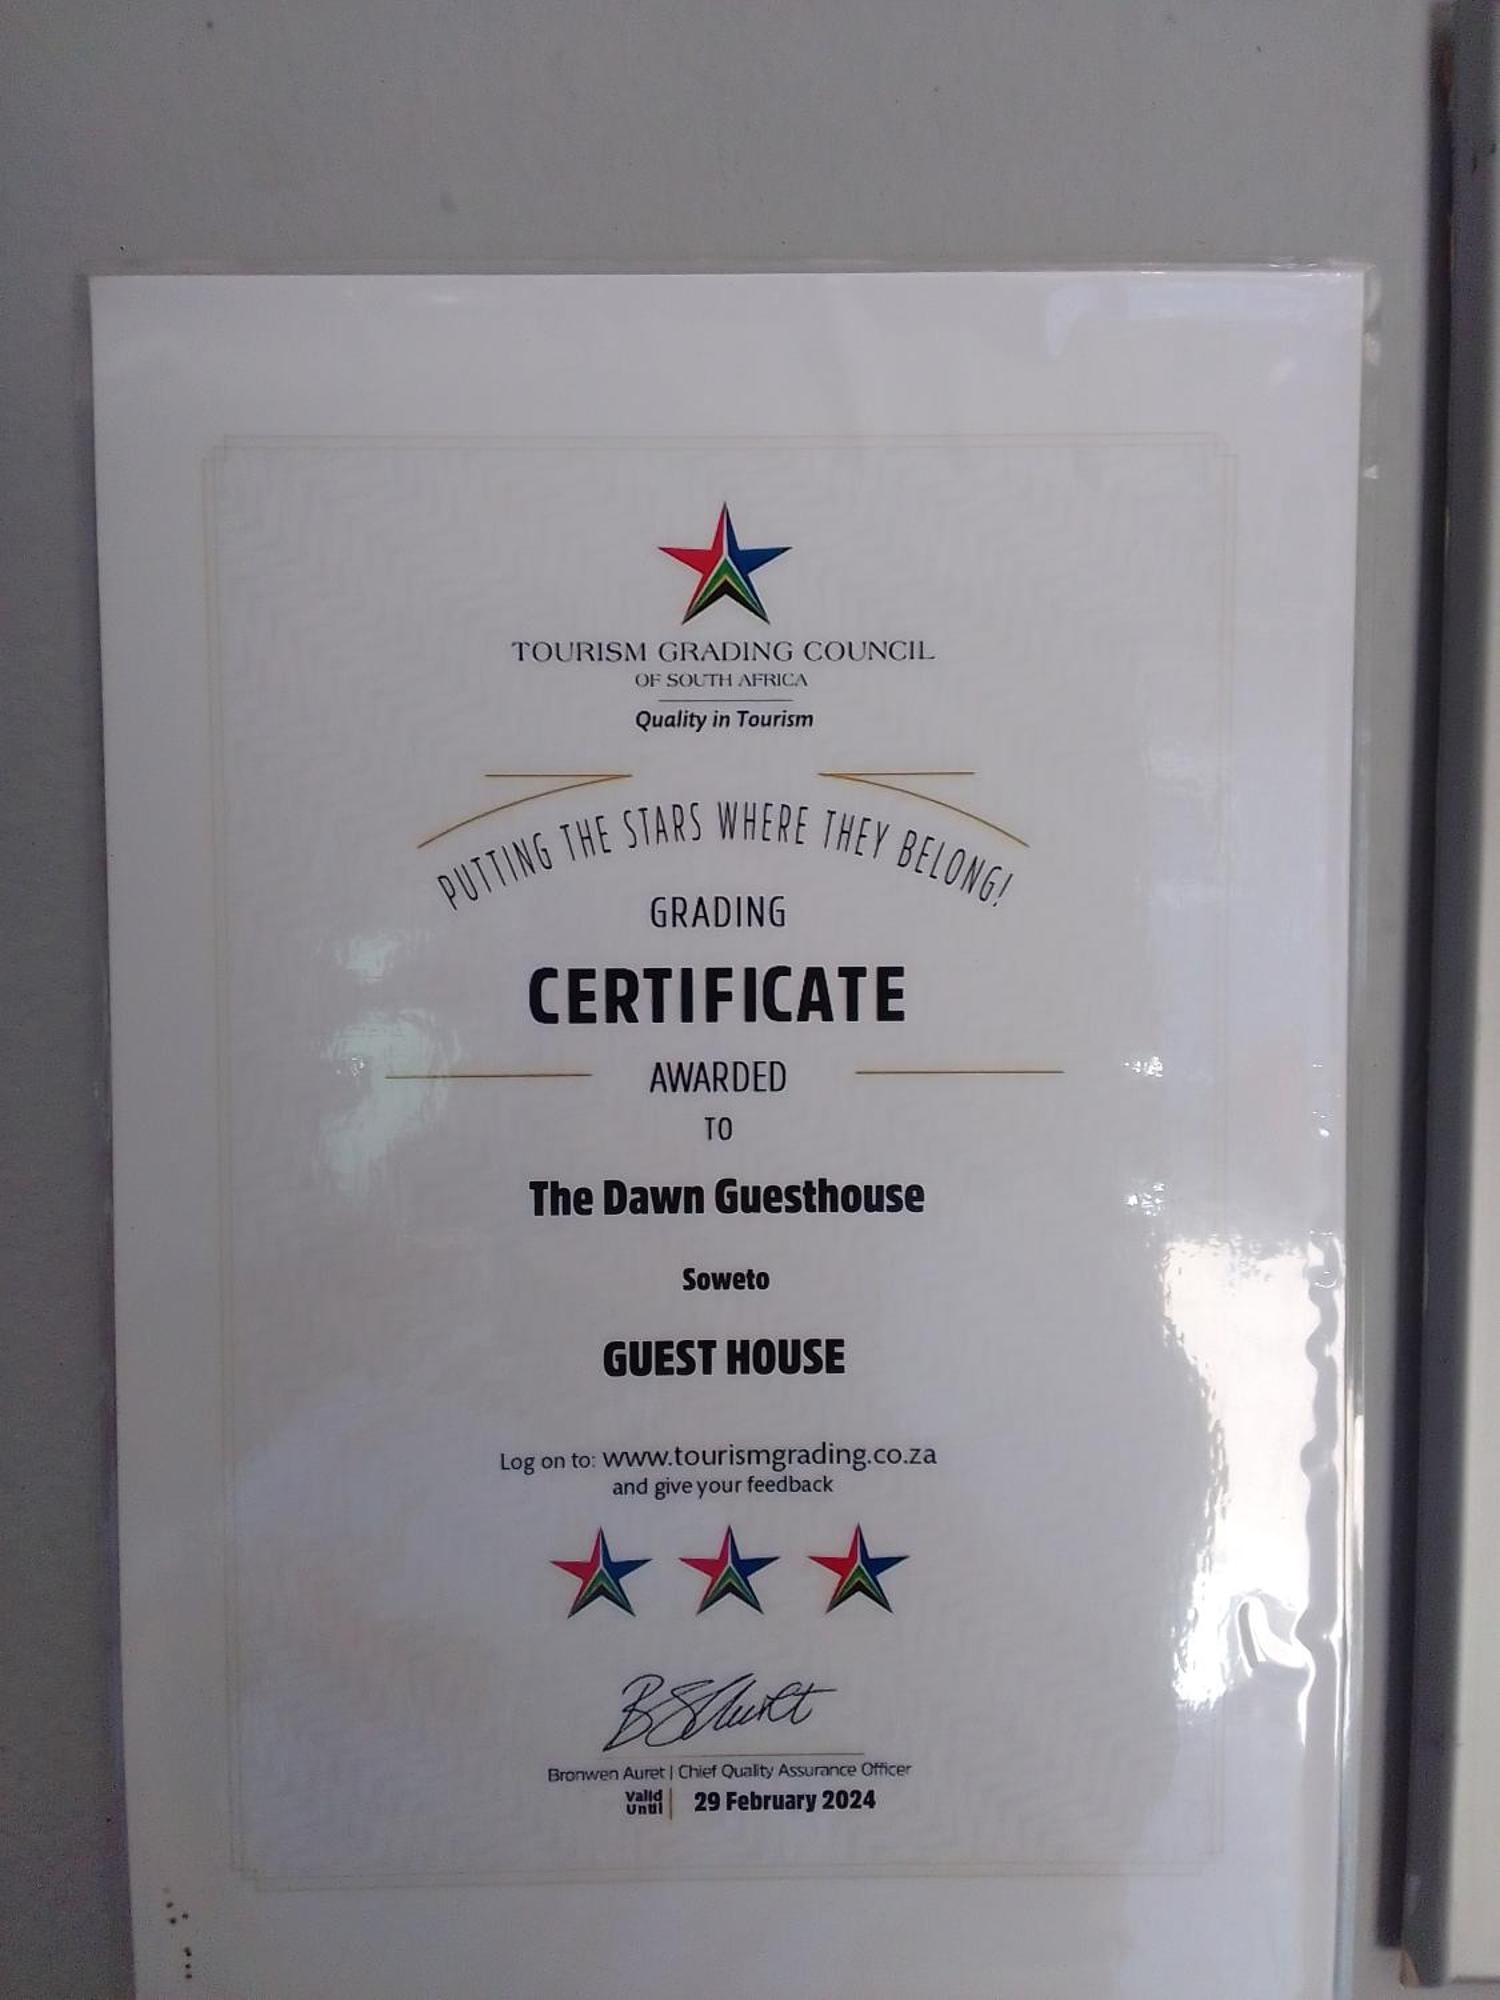 TOURISM GRADING COUNCIL
OF SOUTH AFRICA
Quality in Tourism
PUTTING THE STARS WHERE THEY BELONG!
GRADING
CERTIFICATE
AWARDED
TO
The Dawn Guesthouse
Soweto
GUEST HOUSE
Log on to: www.tourismgrading.co.za
and give your feedback
BSAuret
Bronwen Auret | Chief Quality Assurance Officer
Valid Until | 29 February 2024